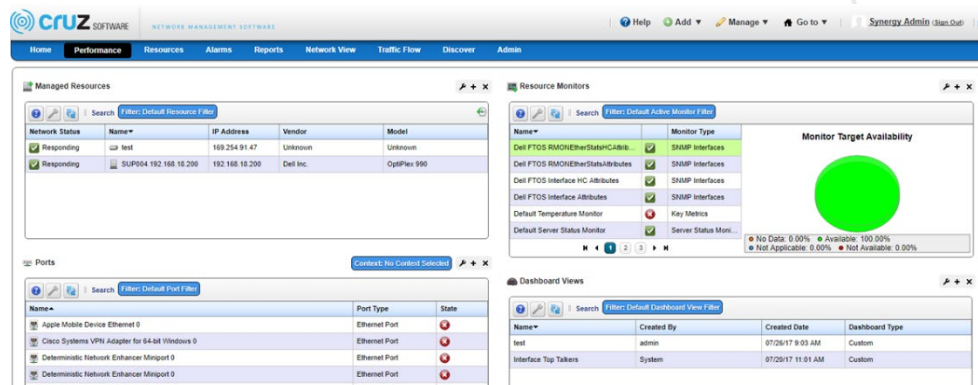 CRUZ SOFTWARE NETWORK MANAGEMENT SOFTWARE Help Add Manage Go to Synergy Admin (Sign Out)
Home Performance Resources Alarms Reports Network View Traffic Flow Discover Admin
Managed Resources
Search Filter: Default Resource Filter
Network Status Name IP Address Vendor Model
Responding test 169.254.91.47 Unknown Unknown
Responding SUP004 192.168.18.200 192.168.18.200 Dell Inc. OptiPlex 990
Resource Monitors
Search Filter: Default Active Monitor Filter
Name Monitor Type
Dell FTOS RMONEtherStatsHCAttrib... SNMP Interfaces
Dell FTOS RMONEtherStatsAttributes SNMP Interfaces
Dell FTOS Interface HC Attributes SNMP Interfaces
Dell FTOS Interface Attributes SNMP Interfaces
Default Temperature Monitor Key Metrics
Default Server Status Monitor Server Status Moni...
1 2 3
Monitor Target Availability
No Data: 0.00% Available: 100.00%
Not Applicable: 0.00% Not Available: 0.00%
Ports Context: No Context Selected
Search Filter: Default Port Filter
Name Port Type State
Apple Mobile Device Ethernet 0 Ethernet Port
Cisco Systems VPN Adapter for 64-bit Windows 0 Ethernet Port
Deterministic Network Enhancer Miniport 0 Ethernet Port
Deterministic Network Enhancer Miniport 0 Ethernet Port
Dashboard Views
Search Filter: Default Dashboard View Filter
Name Created By Created Date Dashboard Type
test admin 07/26/17 9:03 AM Custom
Interface Top Talkers System 07/20/17 11:01 AM Custom